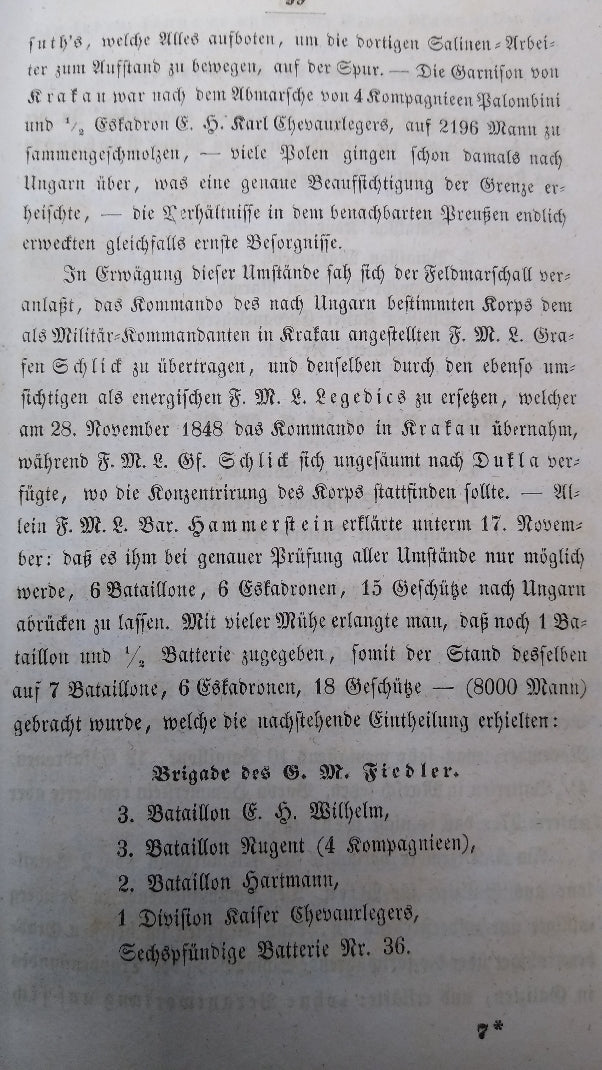 ſuth's, welche Alles aufboten, um die dortigen Salinen-Arbei-
ter zum Aufſtand zu bewegen, auf der Spur. — Die Garniſon von
Krakau war nach dem Abmarſche von 4 Kompagnieen Palombini
und ½ Eskadron E. H. Karl Chevaurlegers, auf 2196 Mann zu
ſammengeſchmolzen, — viele Polen gingen ſchon damals nach
Ungarn über, was eine genaue Beaufſichtigung der Grenze er-
heiſchte, — die Verhältniſſe in dem benachbarten Preußen endlich
erweckten gleichfalls ernſte Beſorgniſſe.
In Erwägung dieſer Umſtände ſah ſich der Feldmarſchall ver-
anlaßt, das Kommando des nach Ungarn beſtimmten Korps dem
als Militär-Kommandanten in Krakau angeſtellten F. M. L. Gra-
fen Schlick zu übertragen, und denſelben durch den ebenſo um-
ſichtigen als energiſchen F. M. L. Legedics zu erſetzen, welcher
am 28. November 1848 das Kommando in Krakau übernahm,
während F. M. L. Gf. Schlick ſich ungeſäumt nach Dukla ver-
fügte, wo die Konzentrirung des Korps ſtattfinden ſollte. — Al-
lein F. M. L. Bar. Hammerſtein erklärte unterm 17. Novem-
ber: daß es ihm bei genauer Prüfung aller Umſtände nur möglich
werde, 6 Bataillone, 6 Eskadronen, 15 Geſchütze nach Ungarn
abrücken zu laſſen. Mit vieler Mühe erlangte man, daß noch 1 Ba-
taillon und ½ Batterie zugegeben, ſomit der Stand desſelben
auf 7 Bataillone, 6 Eskadronen, 18 Geſchütze — (8000 Mann)
gebracht wurde, welche die nachſtehende Eintheilung erhielten:
Brigade des G. M. Fiedler.
3. Bataillon E. H. Wilhelm,
3. Bataillon Nugent (4 Kompagnieen),
2. Bataillon Hartmann,
1 Diviſion Kaiſer Chevaurlegers,
Sechspfündige Batterie Nr. 36.
7*